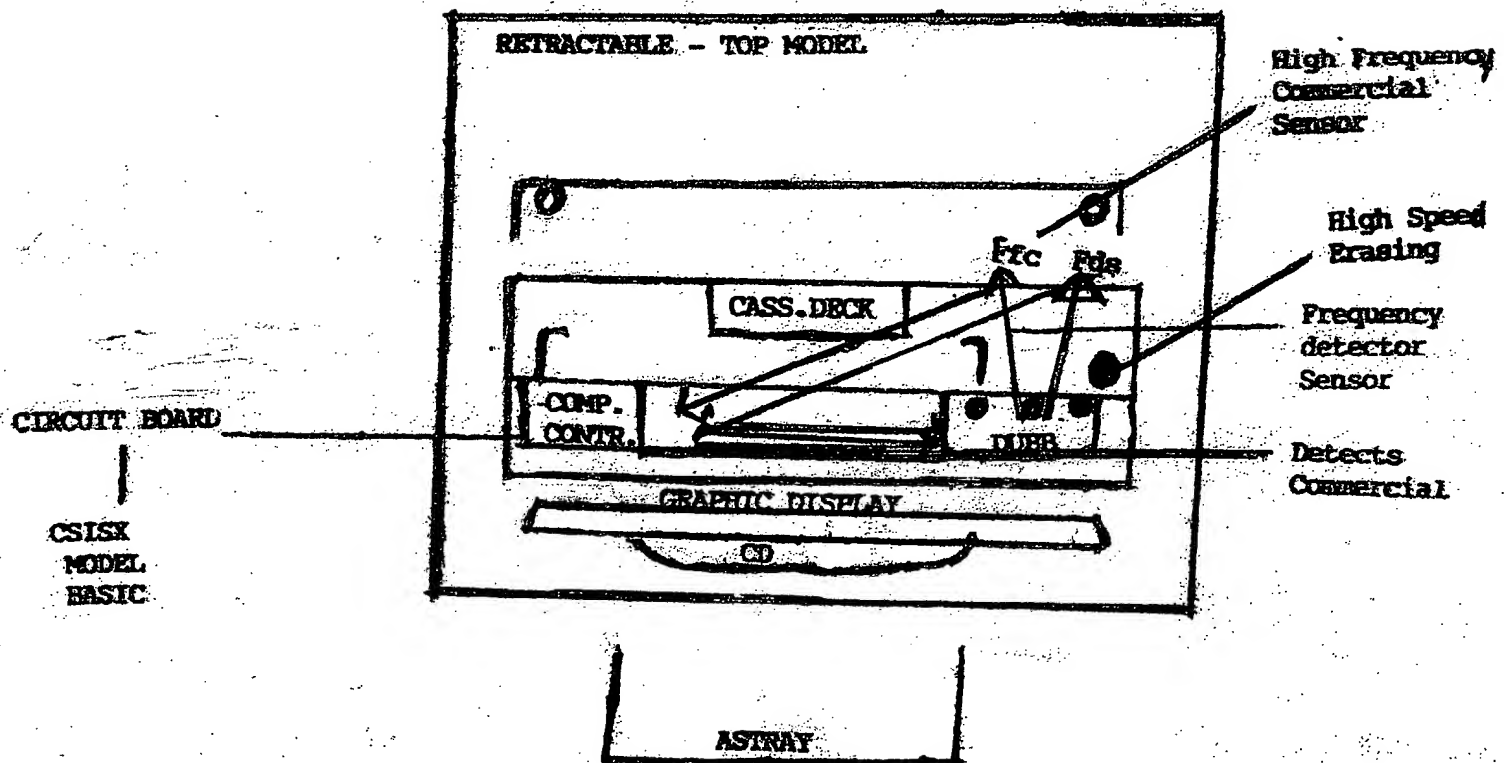 RETRACTABLE - TOP MODEL
High Frequency
Commercial
Sensor
High Speed
Erasing
Ffc Fds
CASS.DECK
Frequency
detector
Sensor
COMP.
CONTR.
CIRCUIT BOARD
DUBB
Detects
Commercial
GRAPHIC DISPLAY
CSISX
MODEL
BASIC
CD
ASTRAY